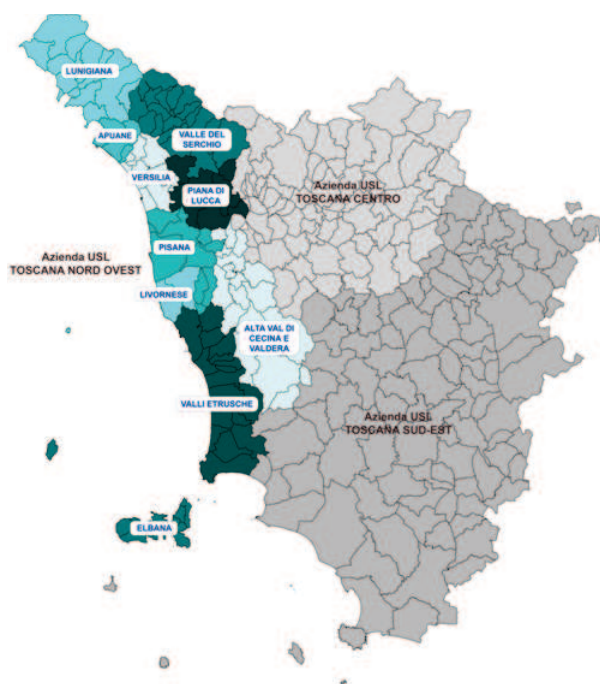 LUNIGIANA
APUANE
VALLE DEL
SERCHIO
VERSILIA
PIANA DI
LUCCA
Azienda USL
TOSCANA CENTRO
PISANA
Azienda USL
TOSCANA NORD OVEST
LIVORNESE
ALTA VAL DI
CECINA E
VALDERA
VALLI ETRUSCHE
Azienda USL
TOSCANA SUD-EST
ELBANA